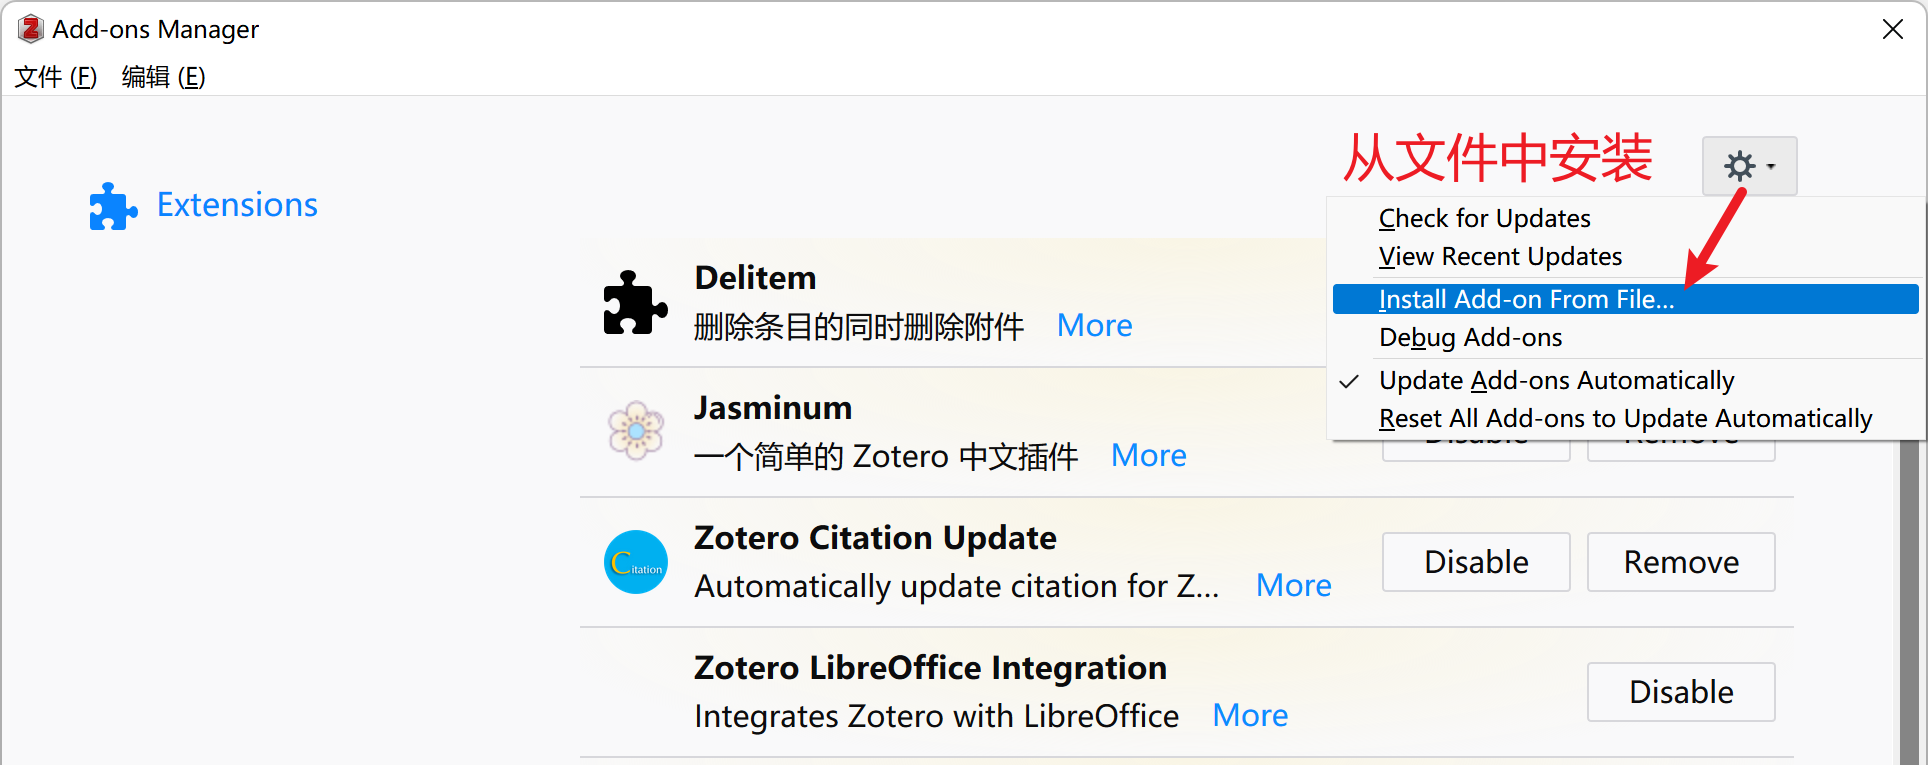 Add-ons Manager
文件 (F) 编辑 (E)
从文件中安装
Extensions
Check for Updates
View Recent Updates
Install Add-on From File...
Debug Add-ons
Update Add-ons Automatically
Reset All Add-ons to Update Automatically
Delitem
删除条目的同时删除附件 More
Jasminum
一个简单的 Zotero 中文插件 More
Disable Remove
Zotero Citation Update
Automatically update citation for Z... More
Citation
Disable Remove
Zotero LibreOffice Integration
Integrates Zotero with LibreOffice More
Disable